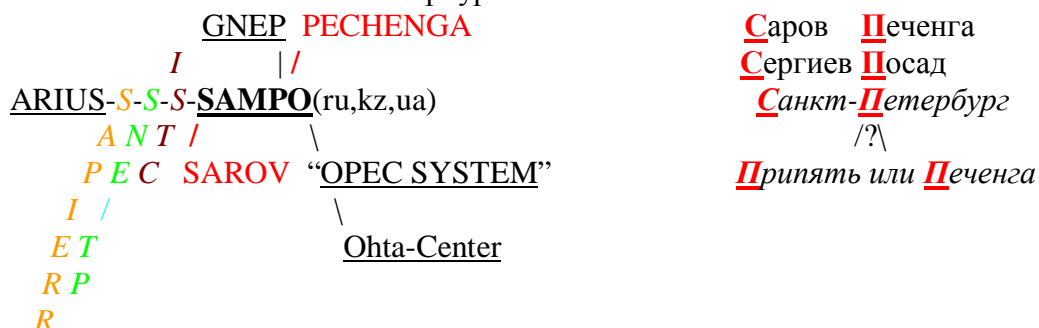 GNEP PECHENGA Саров Печенга
I | / Сергиев Посад
ARIUS-S-S-S-SAMPO(ru,kz,ua) Санкт-Петербург
A N T / \ /?\
P E C SAROV “OPEC SYSTEM” Припять или Печенга
I / \
E T Ohta-Center
R P
R